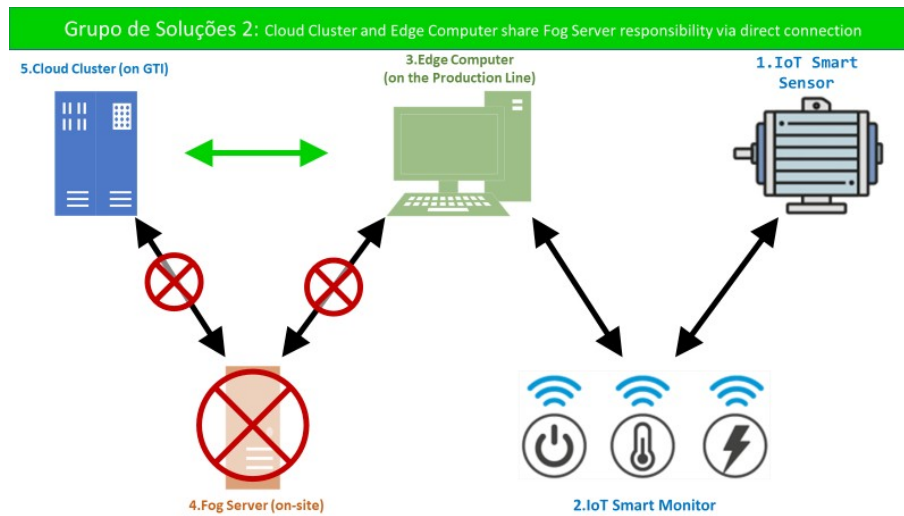 Grupo de Soluções 2: Cloud Cluster and Edge Computer share Fog Server responsibility via direct connection
5.Cloud Cluster (on GTI)
3.Edge Computer
(on the Production Line)
1.IoT Smart
Sensor
4.Fog Server (on-site)
2.IoT Smart Monitor